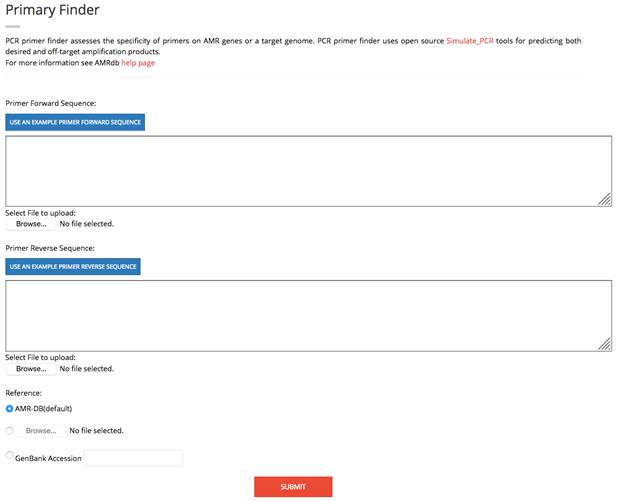 Primary Finder
PCR primer finder assesses the specificity of primers on AMR genes or a target genome. PCR primer finder uses open source Simulate_PCR tools for predicting both
desired and off-target amplification products.
For more information see AMRdb help page
Primer Forward Sequence:
USE AN EXAMPLE PRIMER FORWARD SEQUENCE
Select File to upload:
Browse... No file selected.
Primer Reverse Sequence:
USE AN EXAMPLE PRIMER REVERSE SEQUENCE
Select File to upload:
Browse... No file selected.
Reference:
AMR-DB(default)
Browse... No file selected.
GenBank Accession
SUBMIT